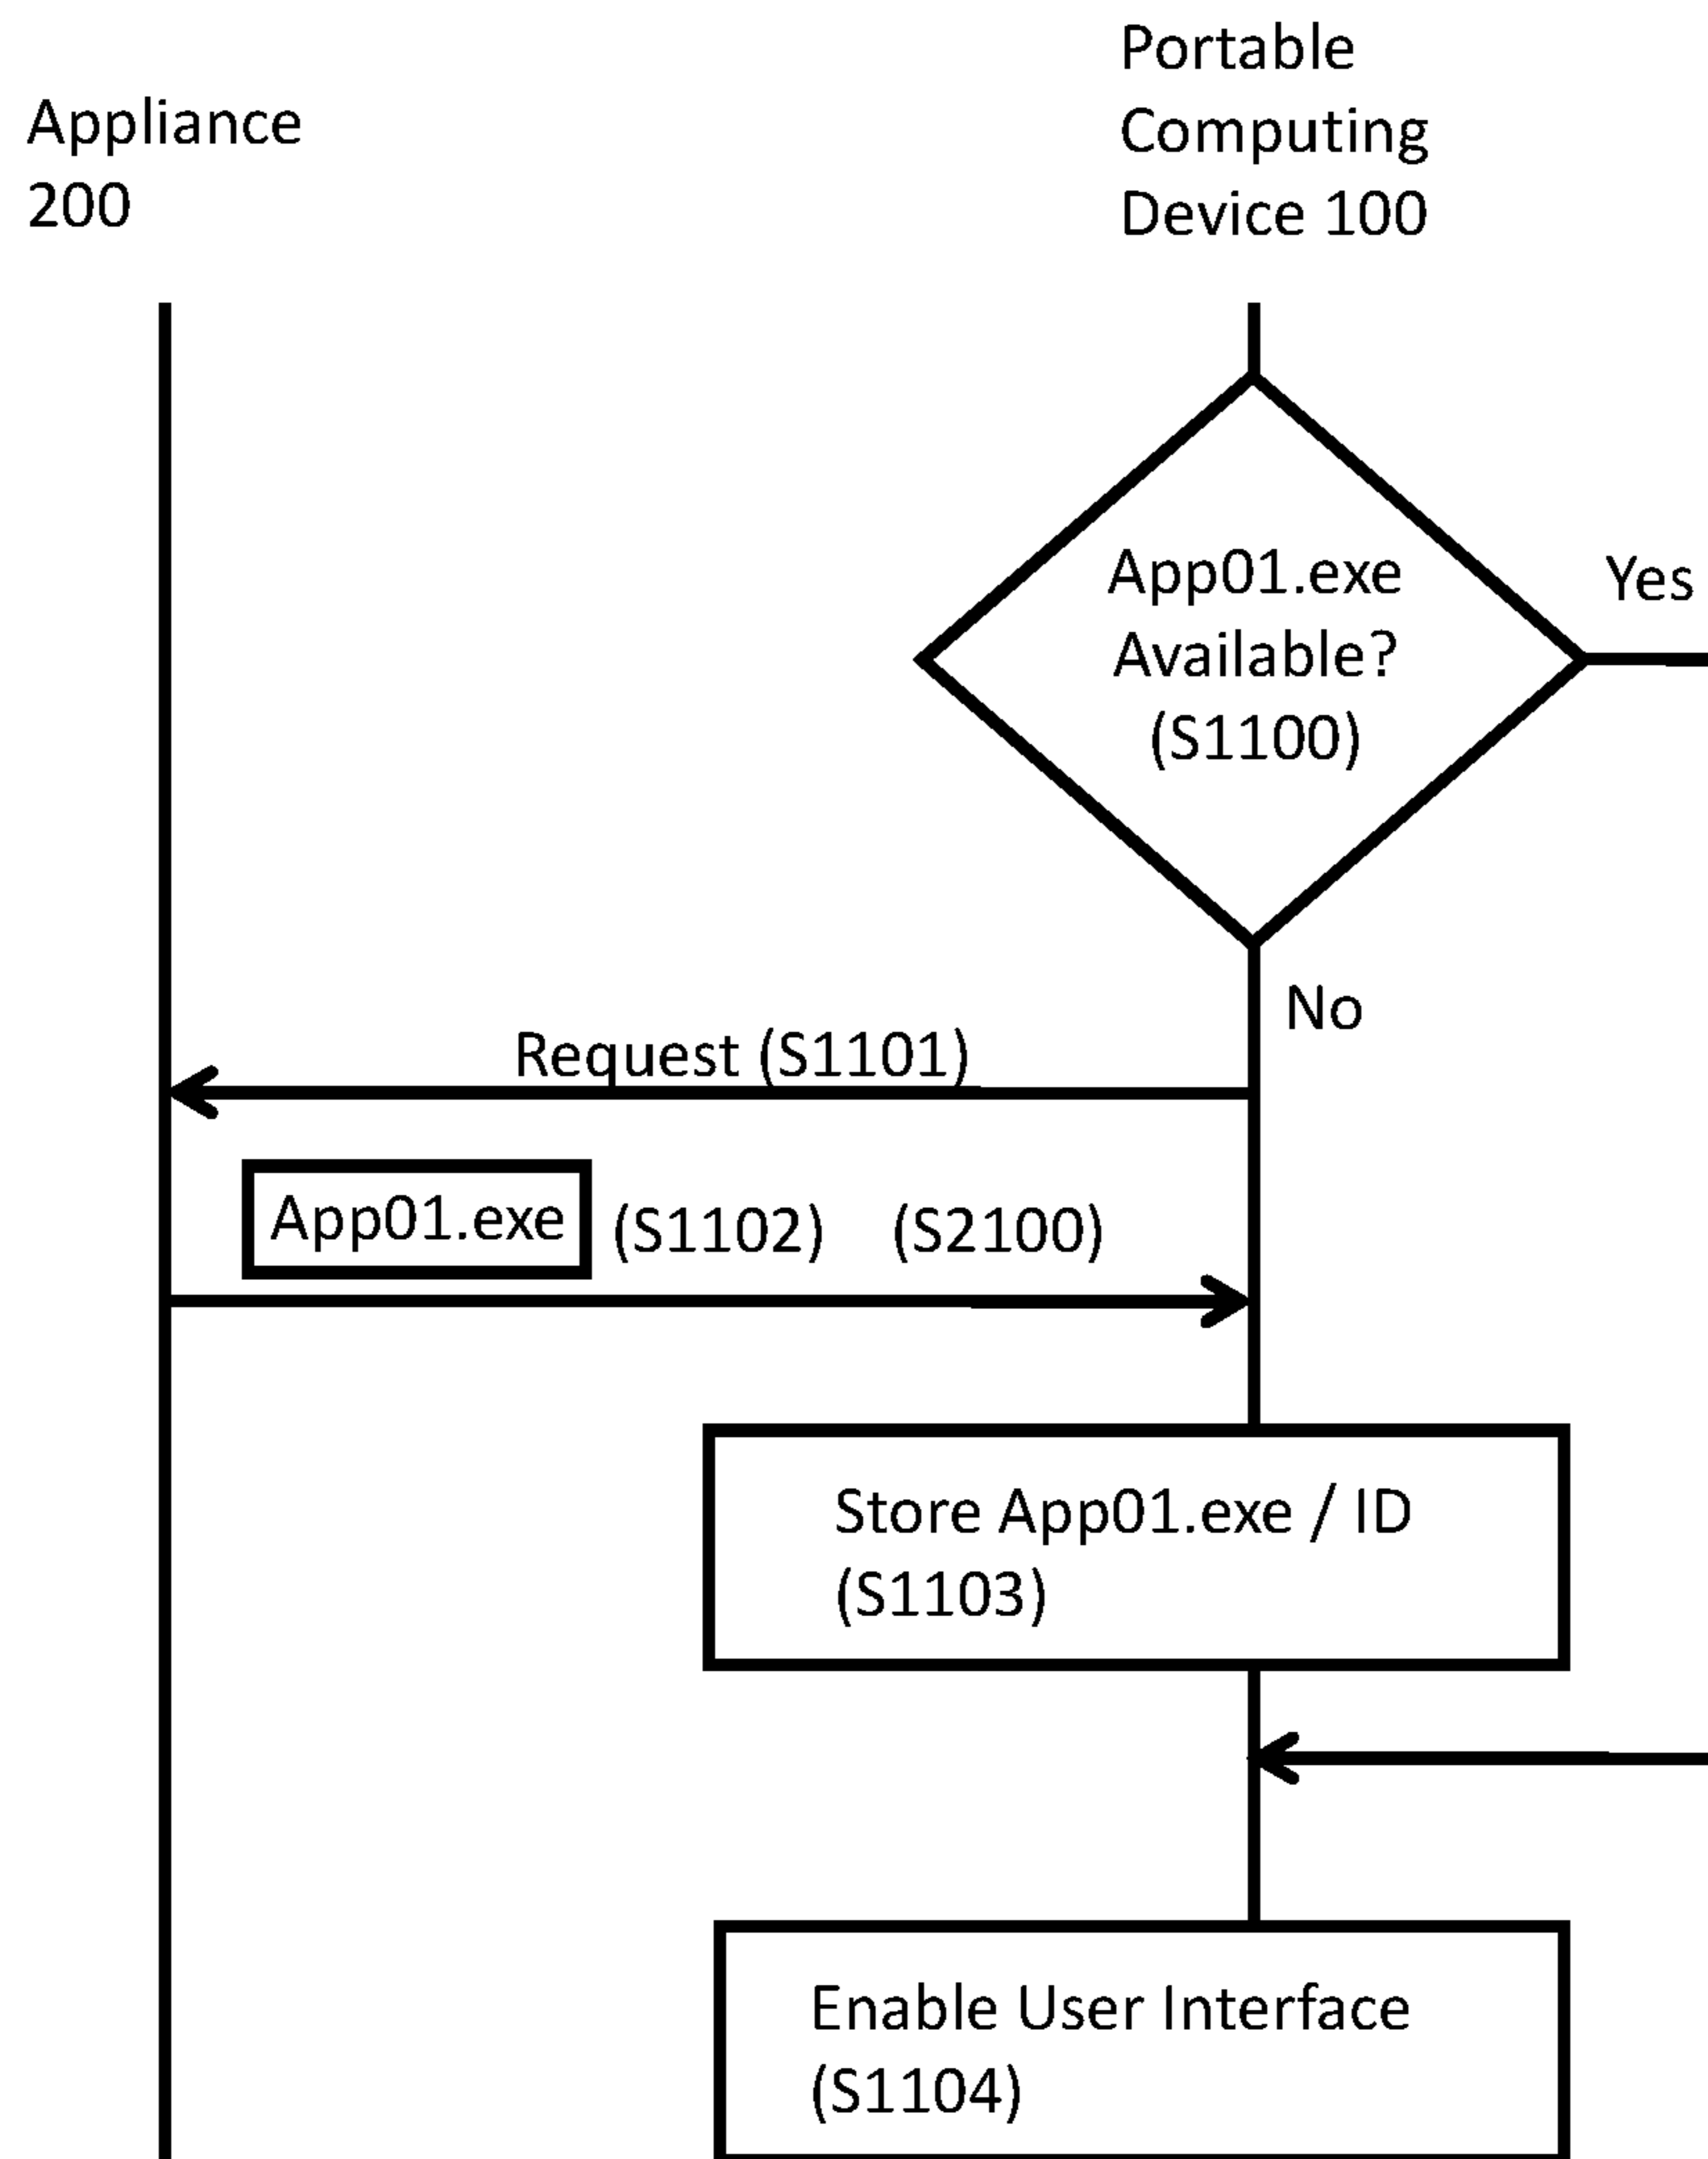 Appliance
200
Portable
Computing
Device 100
App01.exe
Available?
(S1100)
Yes
No
Request (S1101)
App01.exe (S1102) (S2100)
Store App01.exe / ID
(S1103)
Enable User Interface
(S1104)